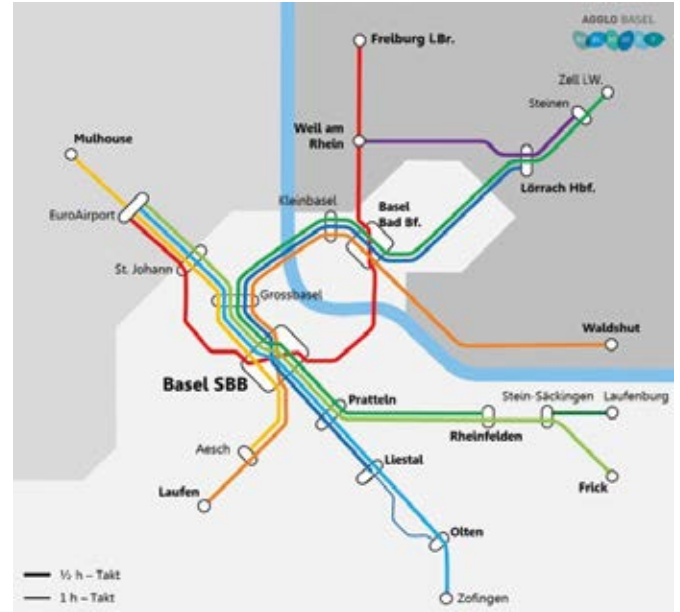 AGGLO BASEL
Freiburg i.Br.
Zell i.W.
Steinen
Weil am
Rhein
Mulhouse
Lörrach Hbf.
Kleinbasel
Basel
Bad Bf.
EuroAirport
St. Johann
Grossbasel
Waldshut
Basel SBB
Pratteln
Stein-Säckingen
Laufenburg
Rheinfelden
Aesch
Liestal
Laufen
Frick
Olten
½ h – Takt
1 h – Takt
Zofingen